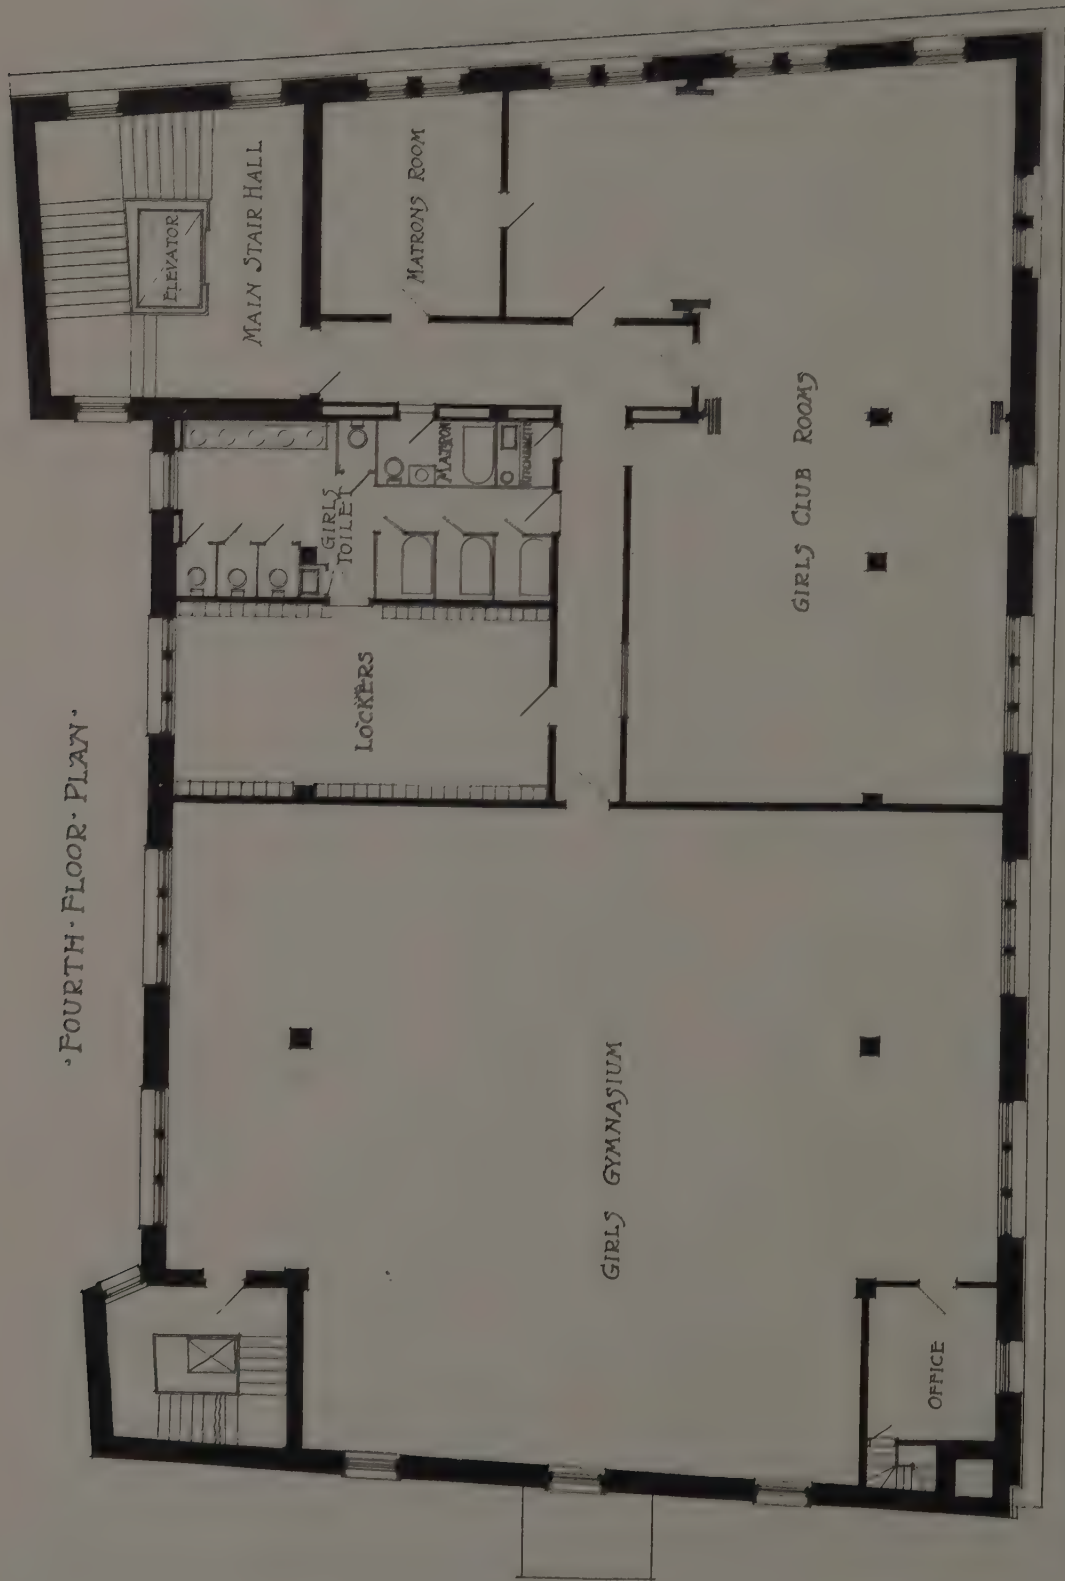 ·FOURTH·FLOOR·PLAN·
ELEVATOR
MAIN STAIR HALL
MATRONS ROOM
GIRLS
TOILET
MATRON
KITCHENETTE
LOCKERS
GIRLS CLUB ROOMS
GIRLS GYMNASIUM
OFFICE